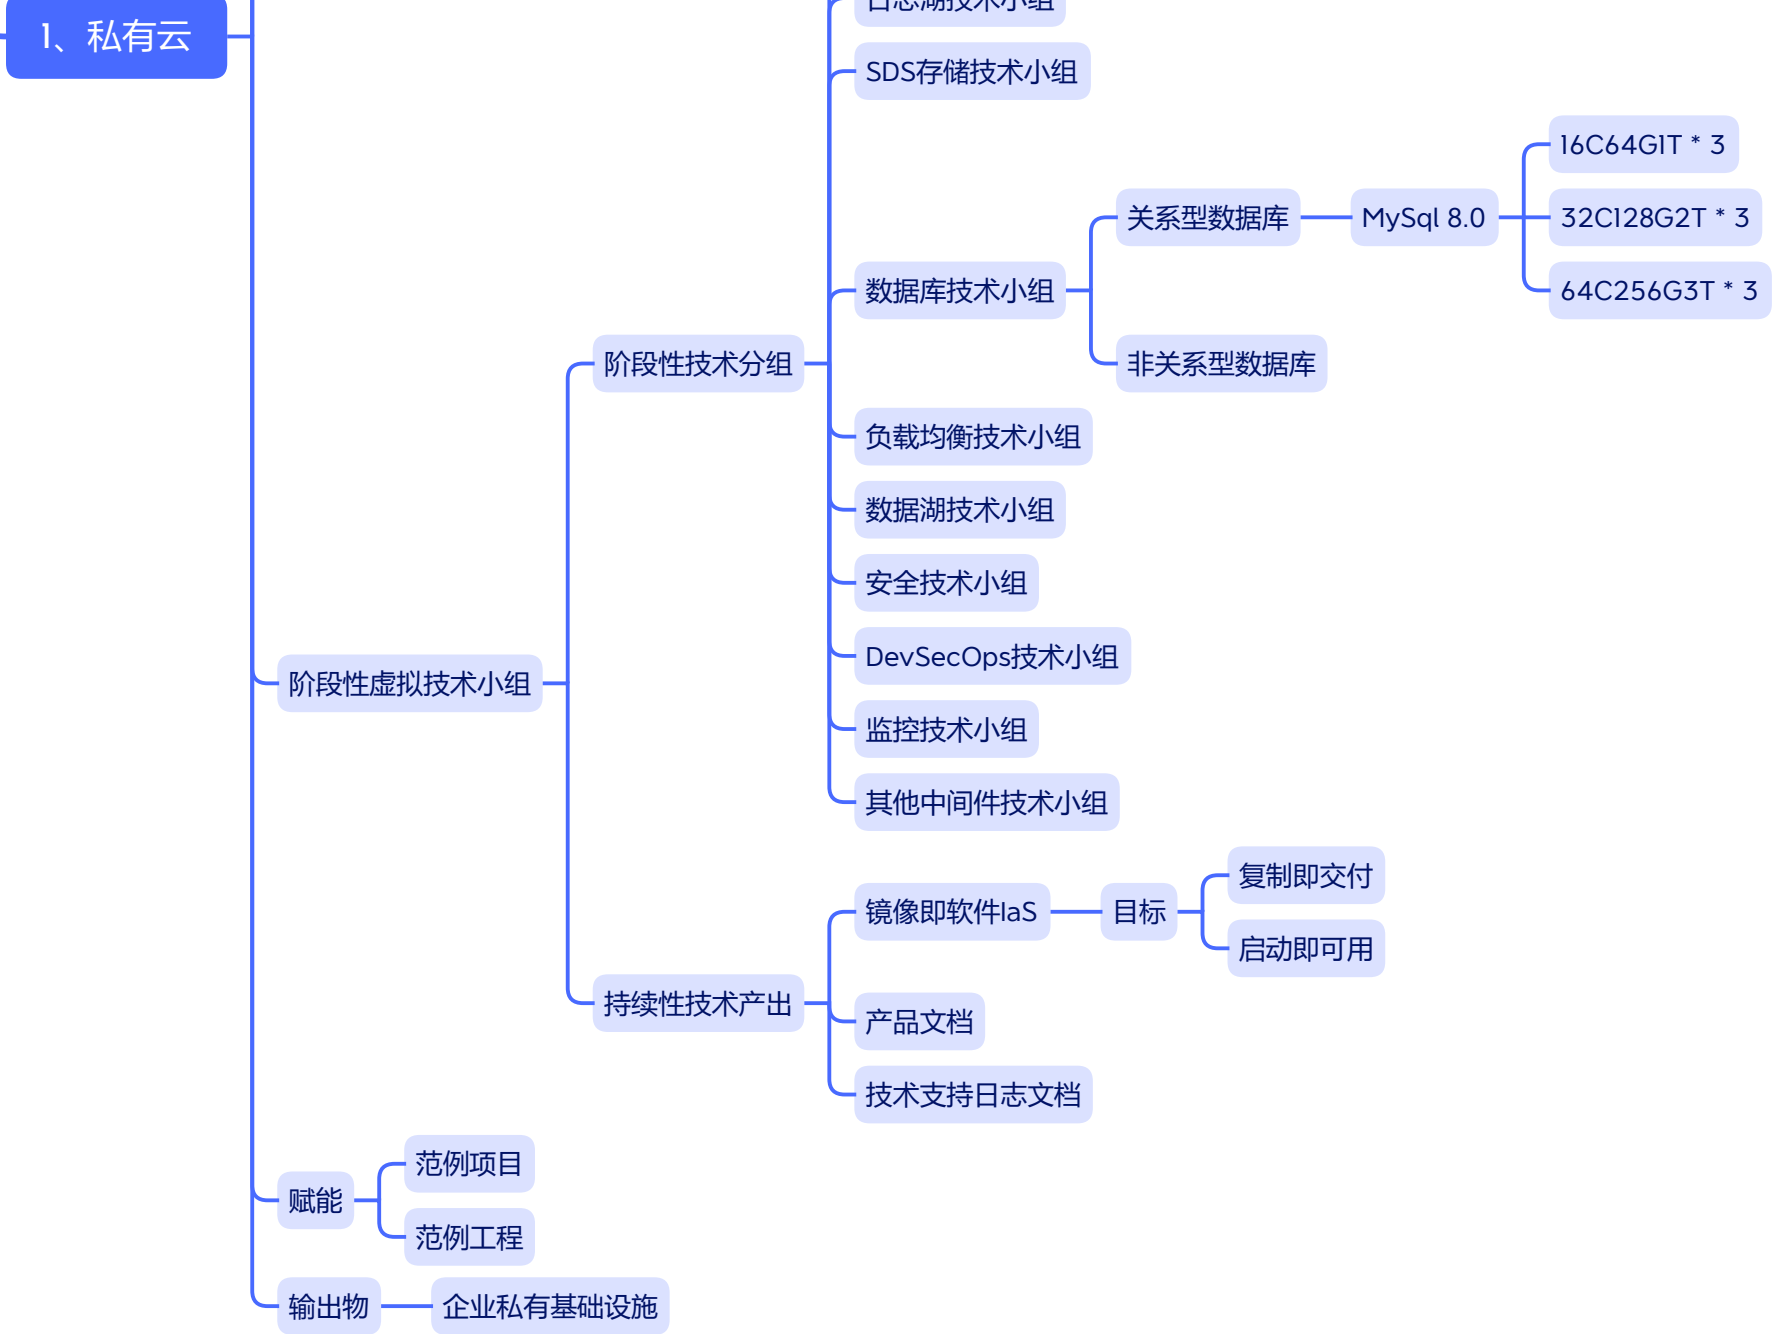 1、私有云
日志湖技术小组
SDS存储技术小组
16C64G1T * 3
关系型数据库
MySql 8.0
32C128G2T * 3
数据库技术小组
64C256G3T * 3
阶段性技术分组
非关系型数据库
负载均衡技术小组
数据湖技术小组
安全技术小组
DevSecOps技术小组
阶段性虚拟技术小组
监控技术小组
其他中间件技术小组
复制即交付
镜像即软件IaS
目标
启动即可用
持续性技术产出
产品文档
技术支持日志文档
范例项目
赋能
范例工程
输出物
企业私有基础设施